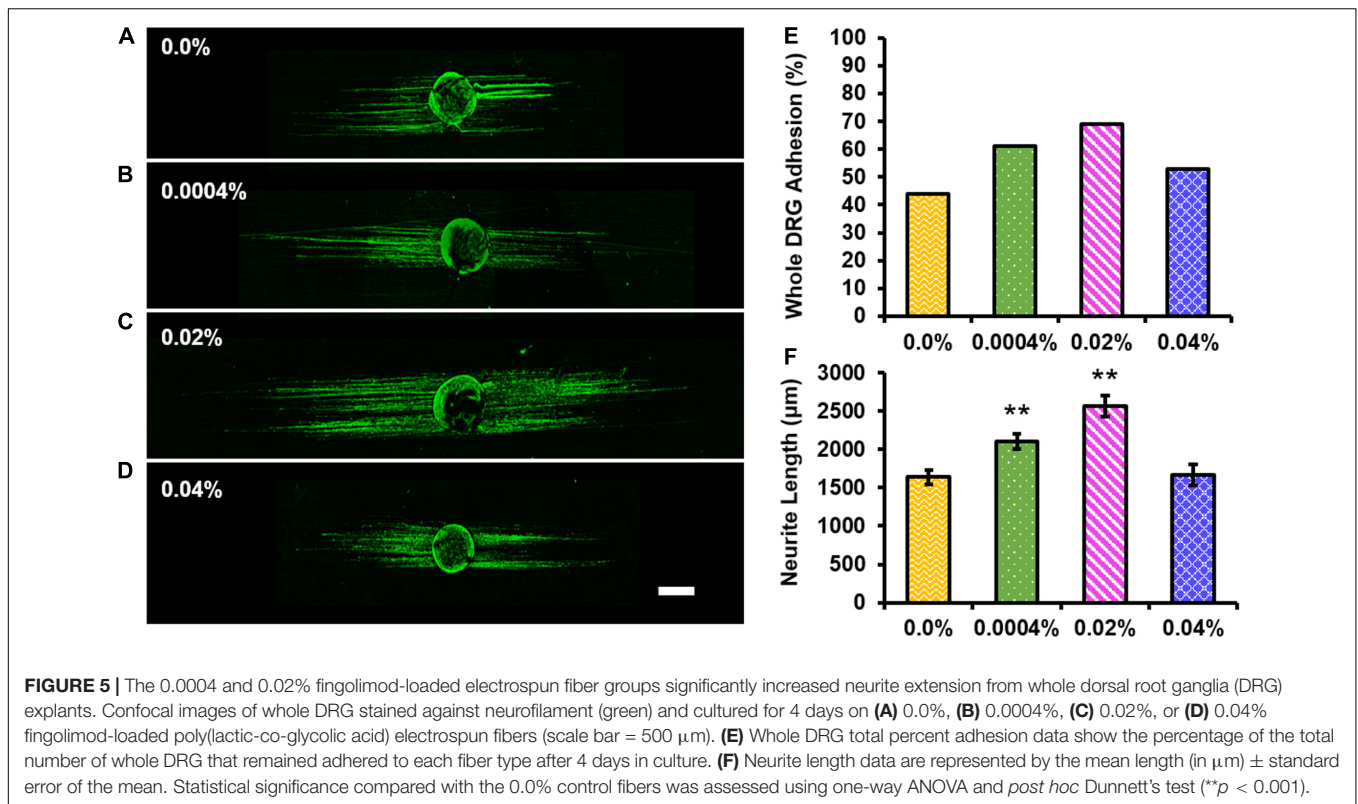 A
0.0%
B
0.0004%
C
0.02%
D
0.04%
E
Whole DRG Adhesion (%)
100
90
80
70
60
50
40
30
20
10
0
0.0% 0.0004% 0.02% 0.04%
F
Neurite Length (µm)
3000
2500
2000
1500
1000
500
0
**
**
0.0% 0.0004% 0.02% 0.04%
FIGURE 5 | The 0.0004 and 0.02% fingolimod-loaded electrospun fiber groups significantly increased neurite extension from whole dorsal root ganglia (DRG)
explants. Confocal images of whole DRG stained against neurofilament (green) and cultured for 4 days on (A) 0.0%, (B) 0.0004%, (C) 0.02%, or (D) 0.04%
fingolimod-loaded poly(lactic-co-glycolic acid) electrospun fibers (scale bar = 500 µm). (E) Whole DRG total percent adhesion data show the percentage of the total
number of whole DRG that remained adhered to each fiber type after 4 days in culture. (F) Neurite length data are represented by the mean length (in µm) ± standard
error of the mean. Statistical significance compared with the 0.0% control fibers was assessed using one-way ANOVA and post hoc Dunnett's test (**p < 0.001).